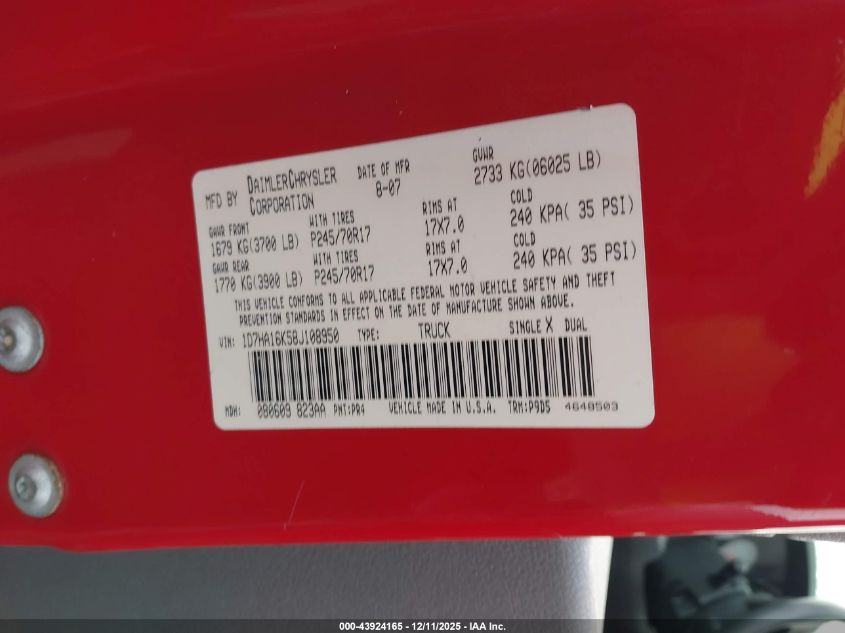 MFD BY DAIMLERCHRYSLER CORPORATION DATE OF MFR 8-07 GVWR 2733 KG(06025 LB)
GAWR FRONT WITH TIRES RIMS AT COLD
1679 KG(3700 LB) P245/70R17 17X7.0 240 KPA( 35 PSI)
GAWR REAR WITH TIRES RIMS AT COLD
1770 KG(3900 LB) P245/70R17 17X7.0 240 KPA( 35 PSI)
THIS VEHICLE CONFORMS TO ALL APPLICABLE FEDERAL MOTOR VEHICLE SAFETY AND THEFT
PREVENTION STANDARDS IN EFFECT ON THE DATE OF MANUFACTURE SHOWN ABOVE.
VIN: 1D7HA16K58J108950 TYPE: TRUCK SINGLE X DUAL
MDH: 080609 823AA PNT:PR4 VEHICLE MADE IN U.S.A. TRM:P9D5 4648503
000-43924165 - 12/11/2025 - IAA Inc.